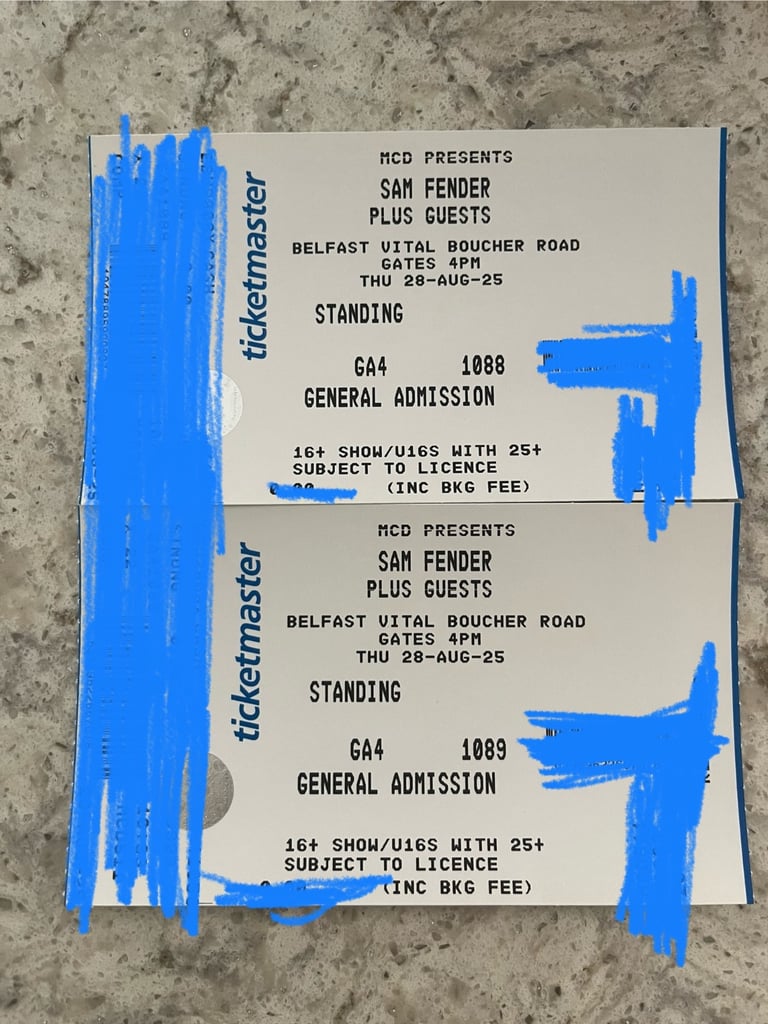 MCD PRESENTS
SAM FENDER
PLUS GUESTS
BELFAST VITAL BOUCHER ROAD
GATES 4PM
THU 28-AUG-25
STANDING
GA4 1088
GENERAL ADMISSION
16+ SHOW/U16S WITH 25+
SUBJECT TO LICENCE
(INC BKG FEE)
ticketmaster
MCD PRESENTS
SAM FENDER
PLUS GUESTS
BELFAST VITAL BOUCHER ROAD
GATES 4PM
THU 28-AUG-25
STANDING
GA4 1089
GENERAL ADMISSION
16+ SHOW/U16S WITH 25+
SUBJECT TO LICENCE
(INC BKG FEE)
ticketmaster